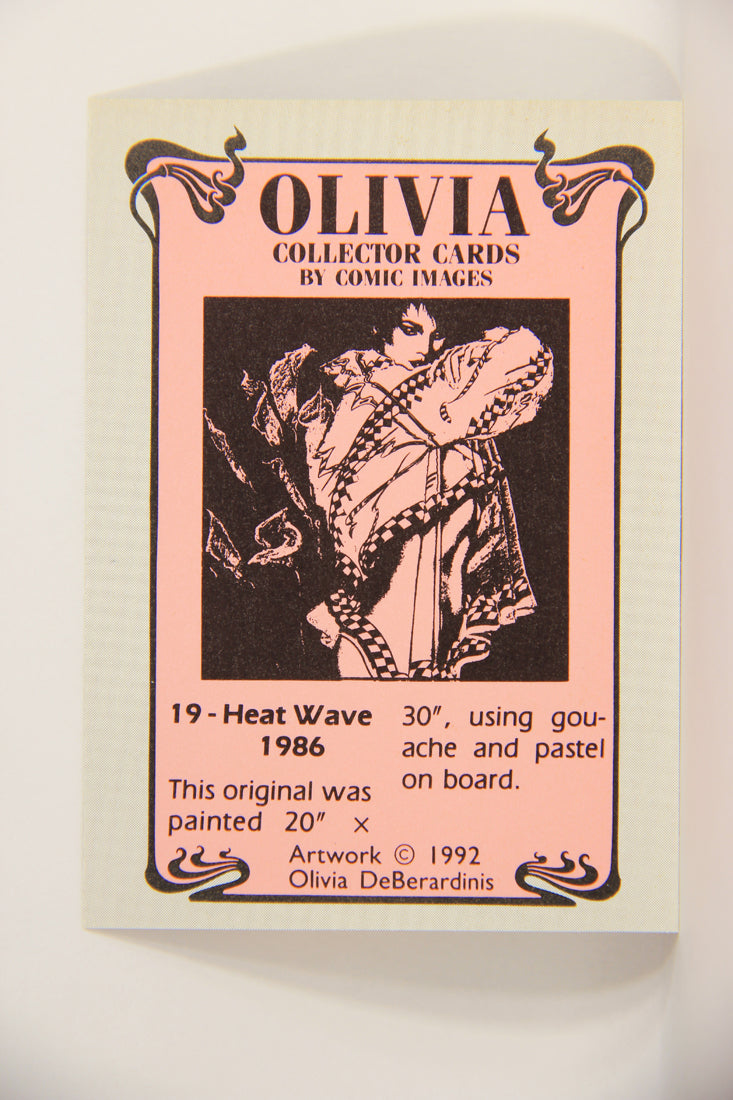 OLIVIA
COLLECTOR CARDS
BY COMIC IMAGES
19 - Heat Wave
1986
This original was
painted 20" ×
30", using gou-
ache and pastel
on board.
Artwork © 1992
Olivia DeBerardinis